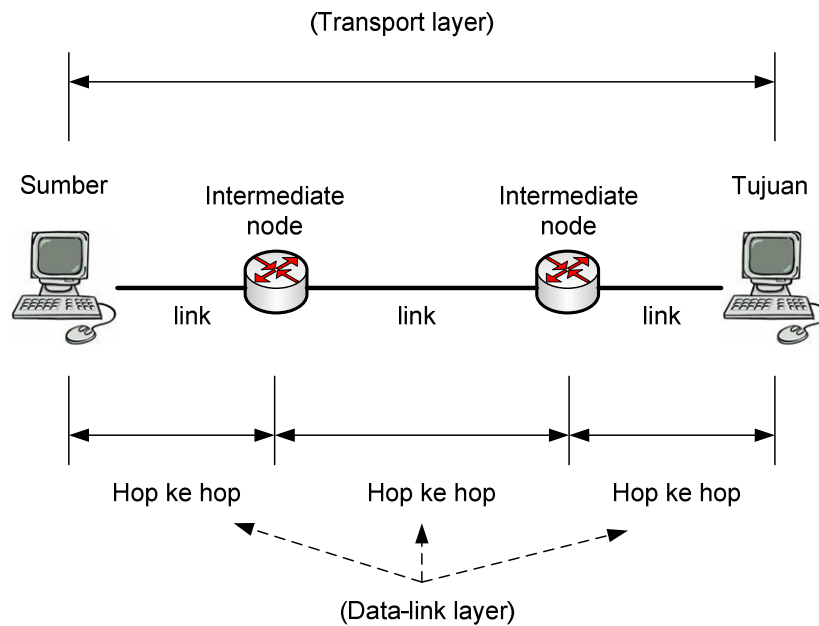 (Transport layer)
Sumber
Intermediate
node
Intermediate
node
Tujuan
link
link
link
Hop ke hop
Hop ke hop
Hop ke hop
(Data-link layer)